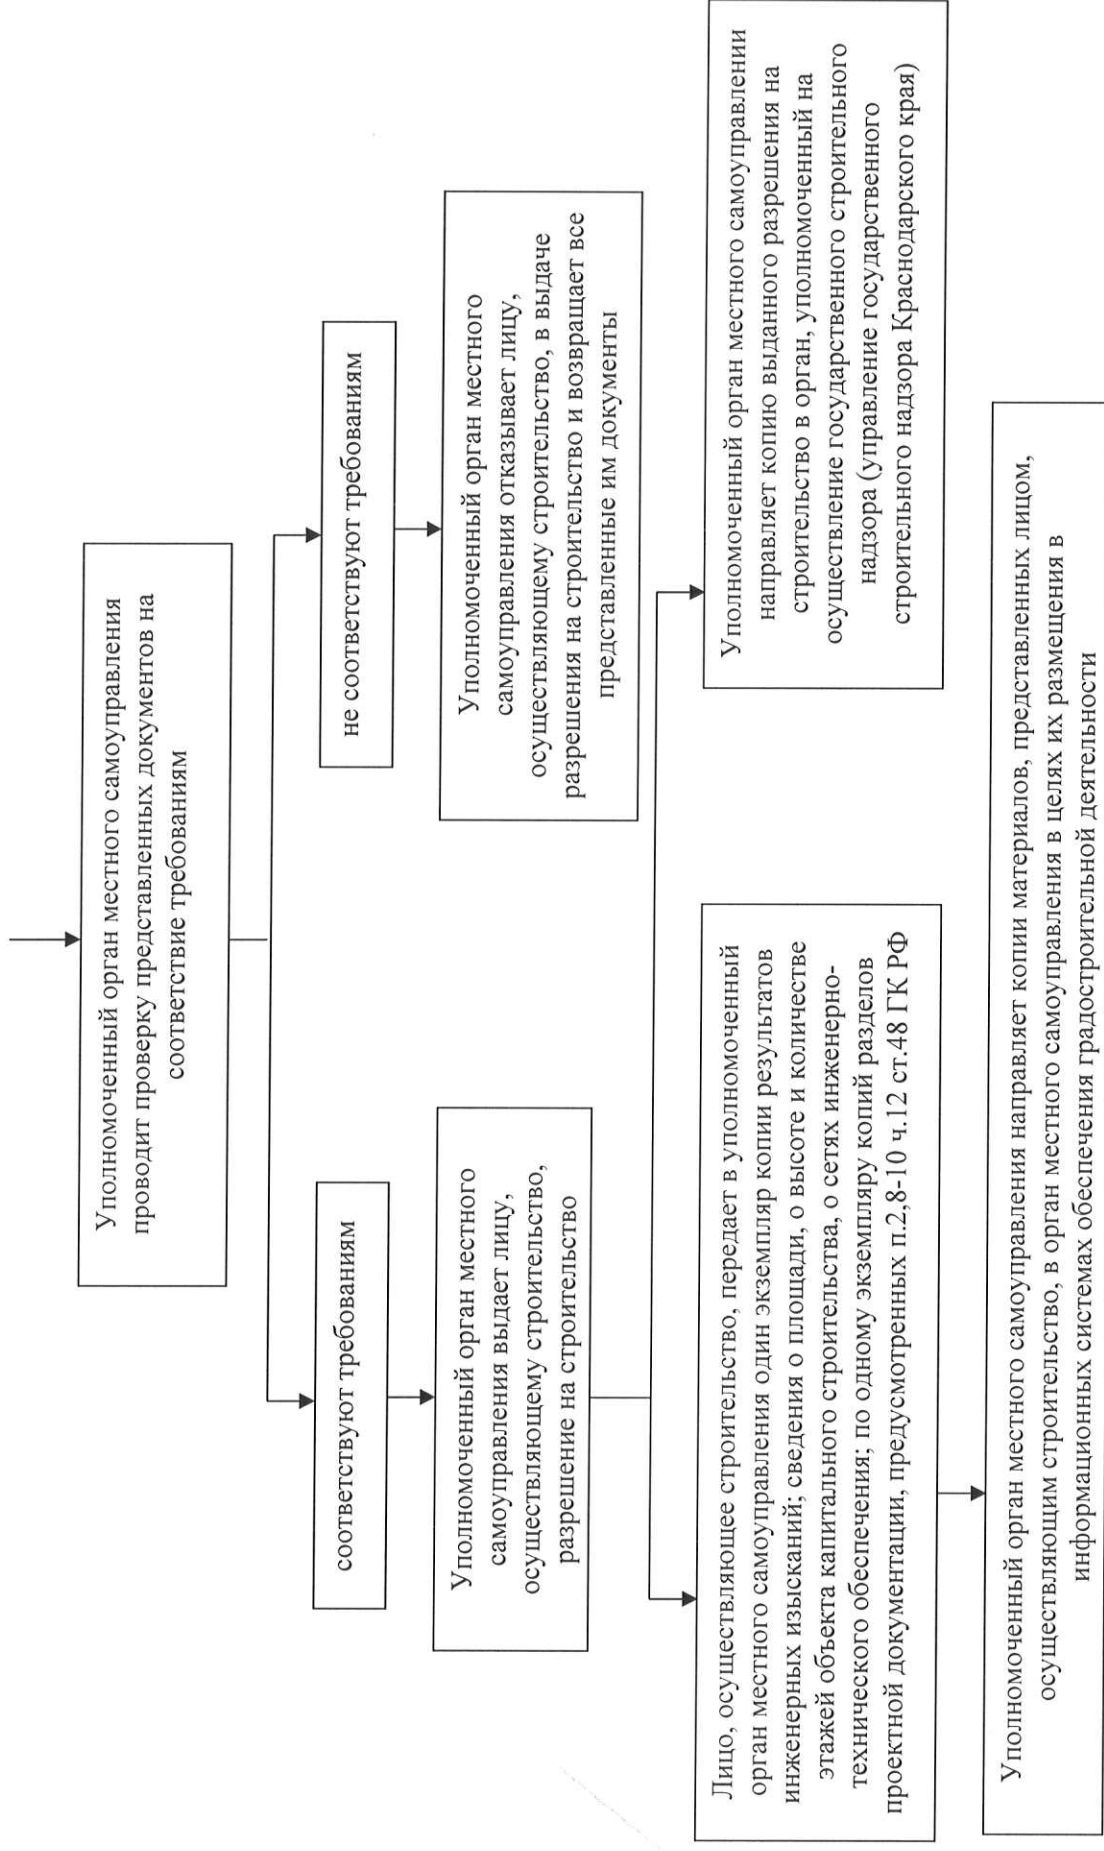 Уполномоченный орган местного самоуправления
проводит проверку представленных документов на
соответствие требованиям
соответствуют требованиям
не соответствуют требованиям
Уполномоченный орган местного
самоуправления выдает лицу,
осуществляющему строительство,
разрешение на строительство
Уполномоченный орган местного
самоуправления отказывает лицу,
осуществляющему строительство, в выдаче
разрешения на строительство и возвращает все
представленные им документы
Лицо, осуществляющее строительство, передает в уполномоченный
орган местного самоуправления один экземпляр копии результатов
инженерных изысканий; сведения о площади, о высоте и количестве
этажей объекта капитального строительства, о сетях инженерно-
технического обеспечения; по одному экземпляру копий разделов
проектной документации, предусмотренных п.2,8-10 ч.12 ст.48 ГК РФ
Уполномоченный орган местного самоуправлении
направляет копию выданного разрешения на
строительство в орган, уполномоченный на
осуществление государственного строительного
надзора (управление государственного
строительного надзора Краснодарского края)
Уполномоченный орган местного самоуправления направляет копии материалов, представленных лицом,
осуществляющим строительство, в орган местного самоуправления в целях их размещения в
информационных системах обеспечения градостроительной деятельности